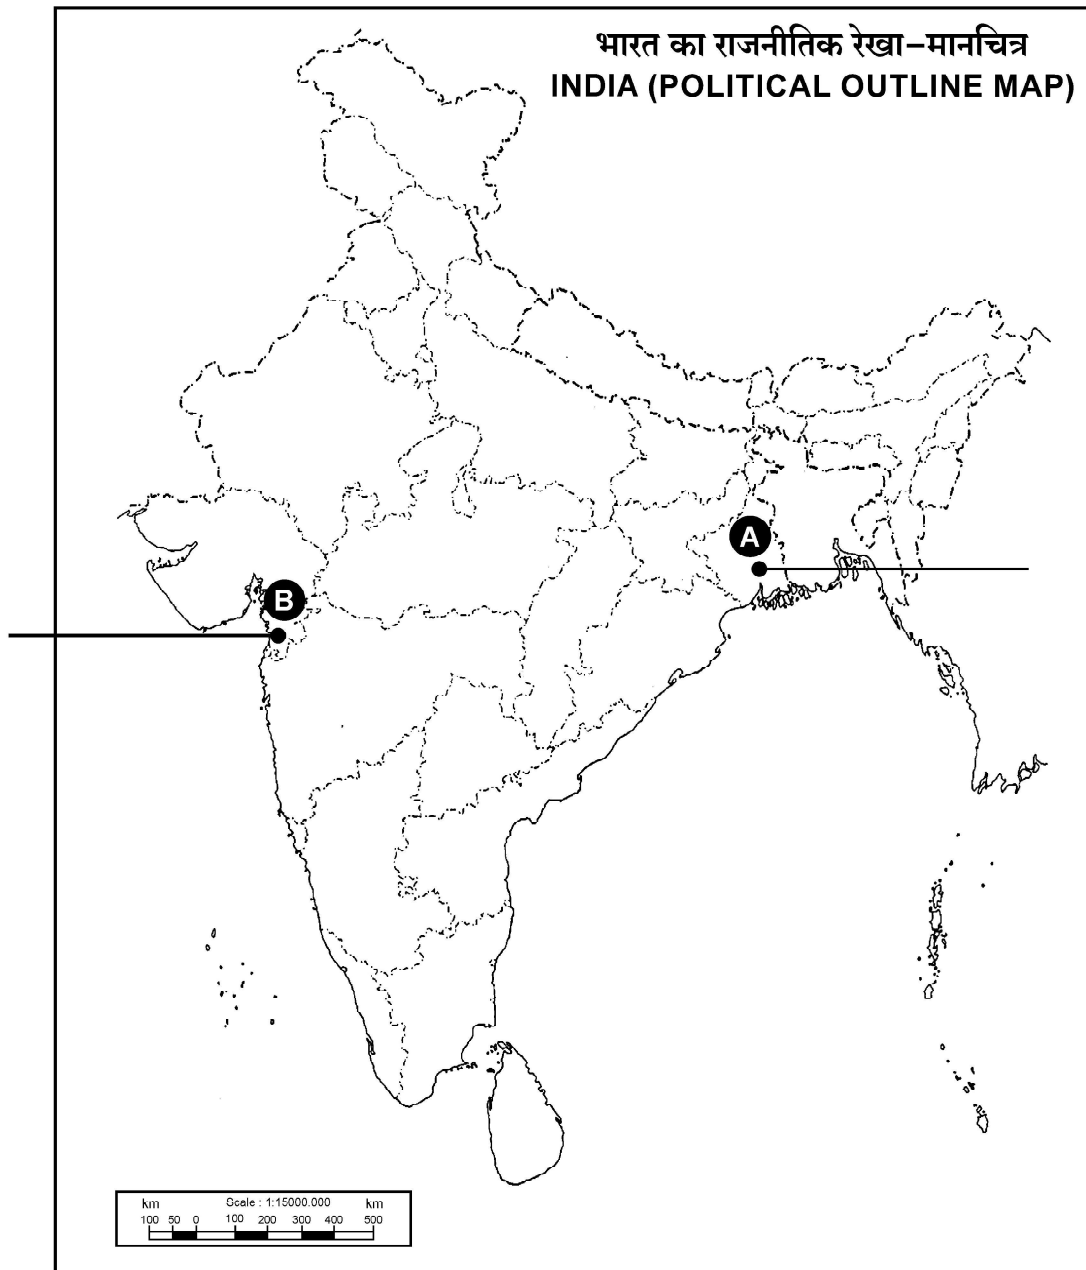 भारत का राजनीतिक रेखा–मानचित्र
INDIA (POLITICAL OUTLINE MAP)
A
B
km Scale : 1:15000.000 km
100 50 0 100 200 300 400 500